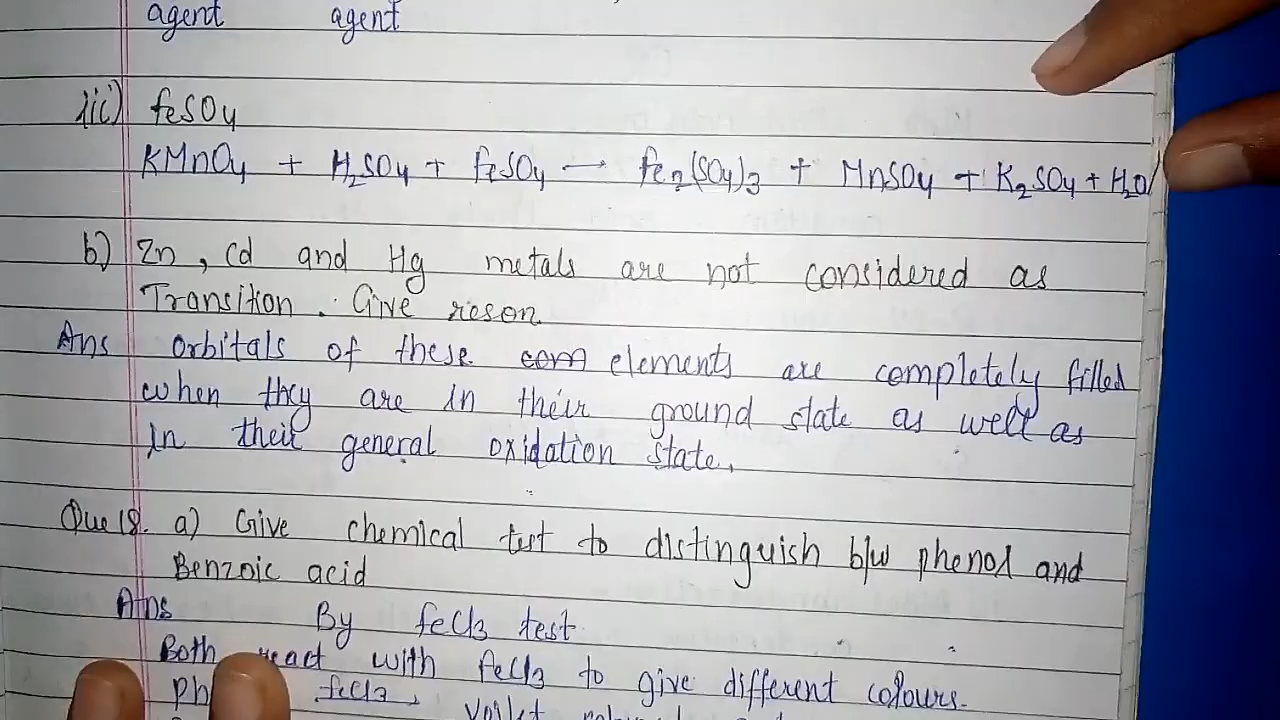 agent agent
iii) FeSO4
KMnO4 + H2SO4 + FeSO4 → Fe2(SO4)3 + MnSO4 + K2SO4 + H2O
b) Zn, Cd and Hg metals are not considered as
Transition. Give reson
Ans orbitals of these elements are completely filled
when they are in their ground state as well as
in their general oxidation state.
Que 18. a) Give chemical test to distinguish b/w phenol and
Benzoic acid
Ans By FeCl3 test
Both react with FeCl3 to give different colours.
Ph FeCl3